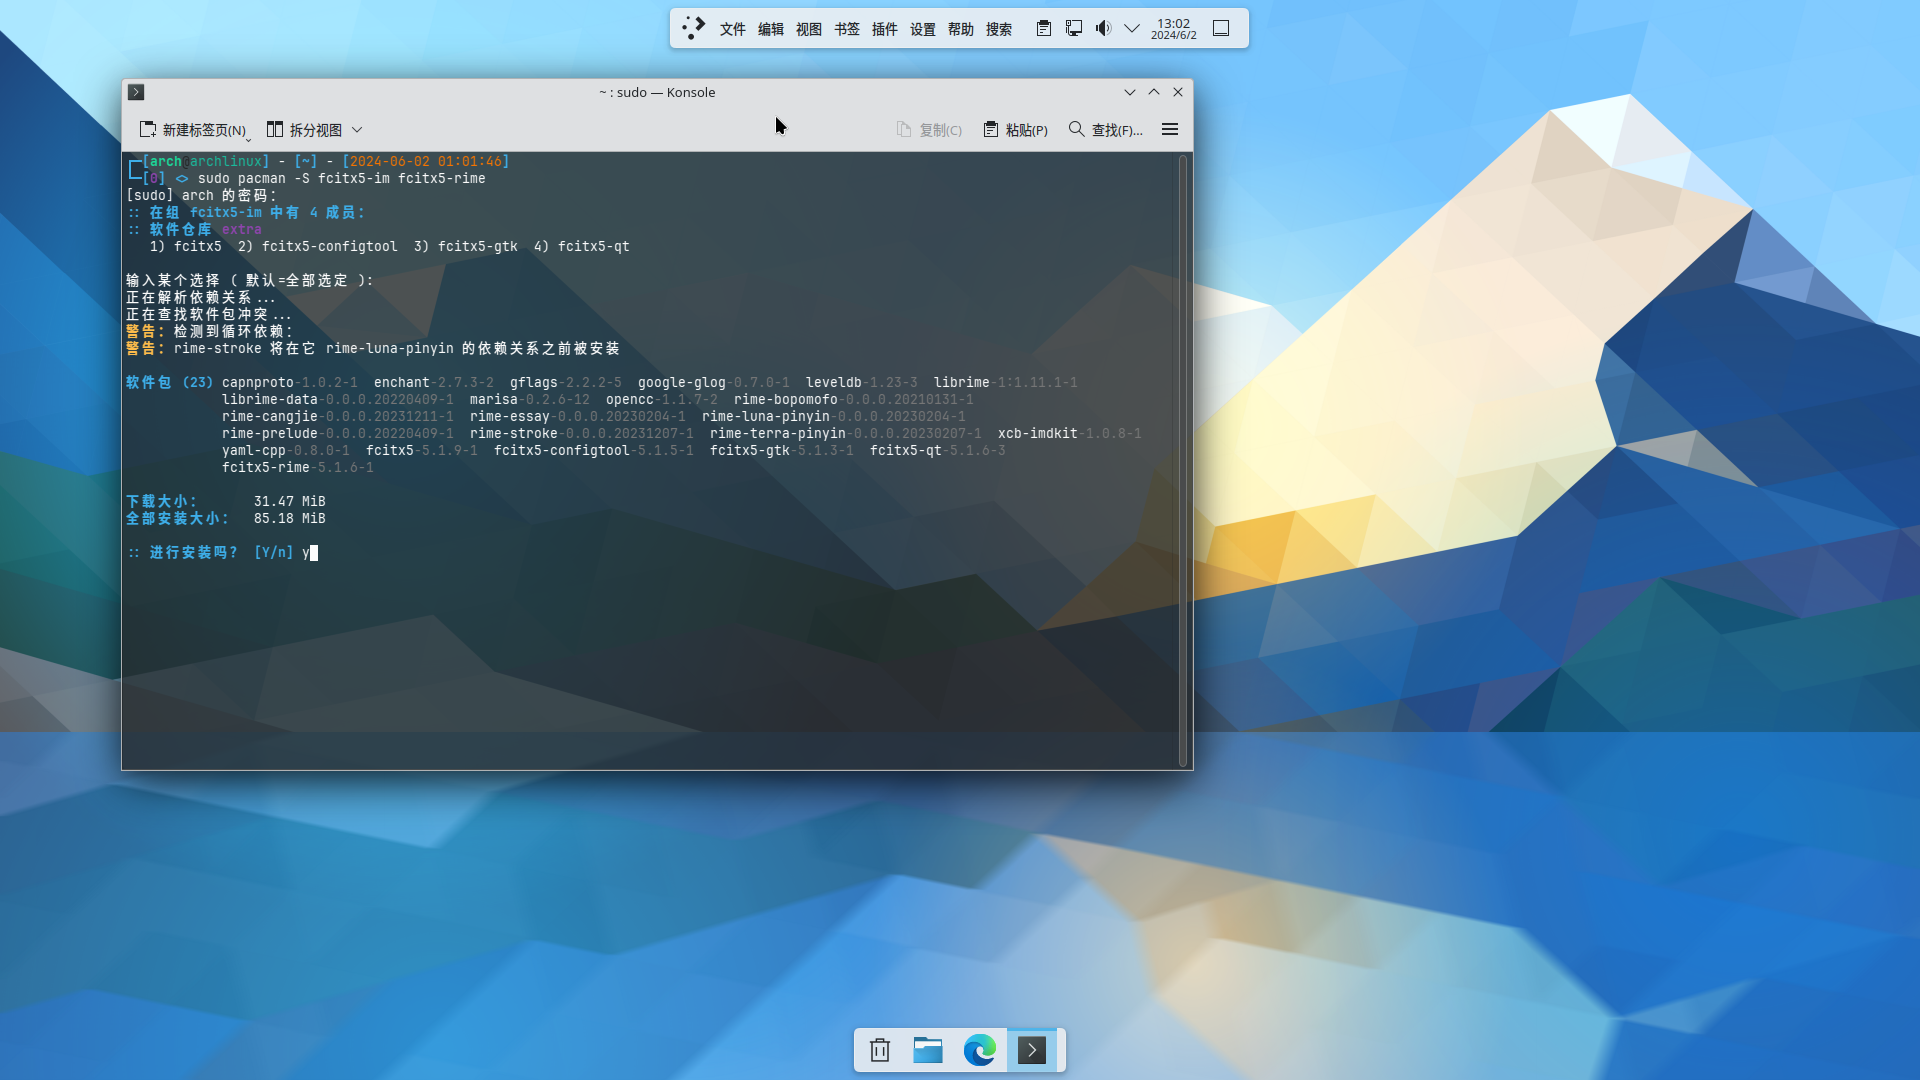 文件 编辑 视图 书签 插件 设置 帮助 搜索 13:02
2024/6/2
~ : sudo — Konsole
新建标签页(N) 拆分视图 复制(C) 粘贴(P) 查找(F)...
[arch@archlinux] - [~] - [2024-06-02 01:01:46]
[0] <> sudo pacman -S fcitx5-im fcitx5-rime
[sudo] arch 的密码：
:: 在组 fcitx5-im 中有 4 成员：
:: 软件仓库 extra
1) fcitx5 2) fcitx5-configtool 3) fcitx5-gtk 4) fcitx5-qt
输入某个选择 ( 默认=全部选定 ):
正在解析依赖关系...
正在查找软件包冲突...
警告：检测到循环依赖：
警告：rime-stroke 将在它 rime-luna-pinyin 的依赖关系之前被安装
软件包 (23) capnproto-1.0.2-1 enchant-2.7.3-2 gflags-2.2.2-5 google-glog-0.7.0-1 leveldb-1.23-3 librime-1:1.11.1-1
librime-data-0.0.0.20220409-1 marisa-0.2.6-12 opencc-1.1.7-2 rime-bopomofo-0.0.0.20210131-1
rime-cangjie-0.0.0.20231211-1 rime-essay-0.0.0.20230204-1 rime-luna-pinyin-0.0.0.20230204-1
rime-prelude-0.0.0.20220409-1 rime-stroke-0.0.0.20231207-1 rime-terra-pinyin-0.0.0.20230207-1 xcb-imdkit-1.0.8-1
yaml-cpp-0.8.0-1 fcitx5-5.1.9-1 fcitx5-configtool-5.1.5-1 fcitx5-gtk-5.1.3-1 fcitx5-qt-5.1.6-3
fcitx5-rime-5.1.6-1
下载大小： 31.47 MiB
全部安装大小： 85.18 MiB
:: 进行安装吗？ [Y/n] y